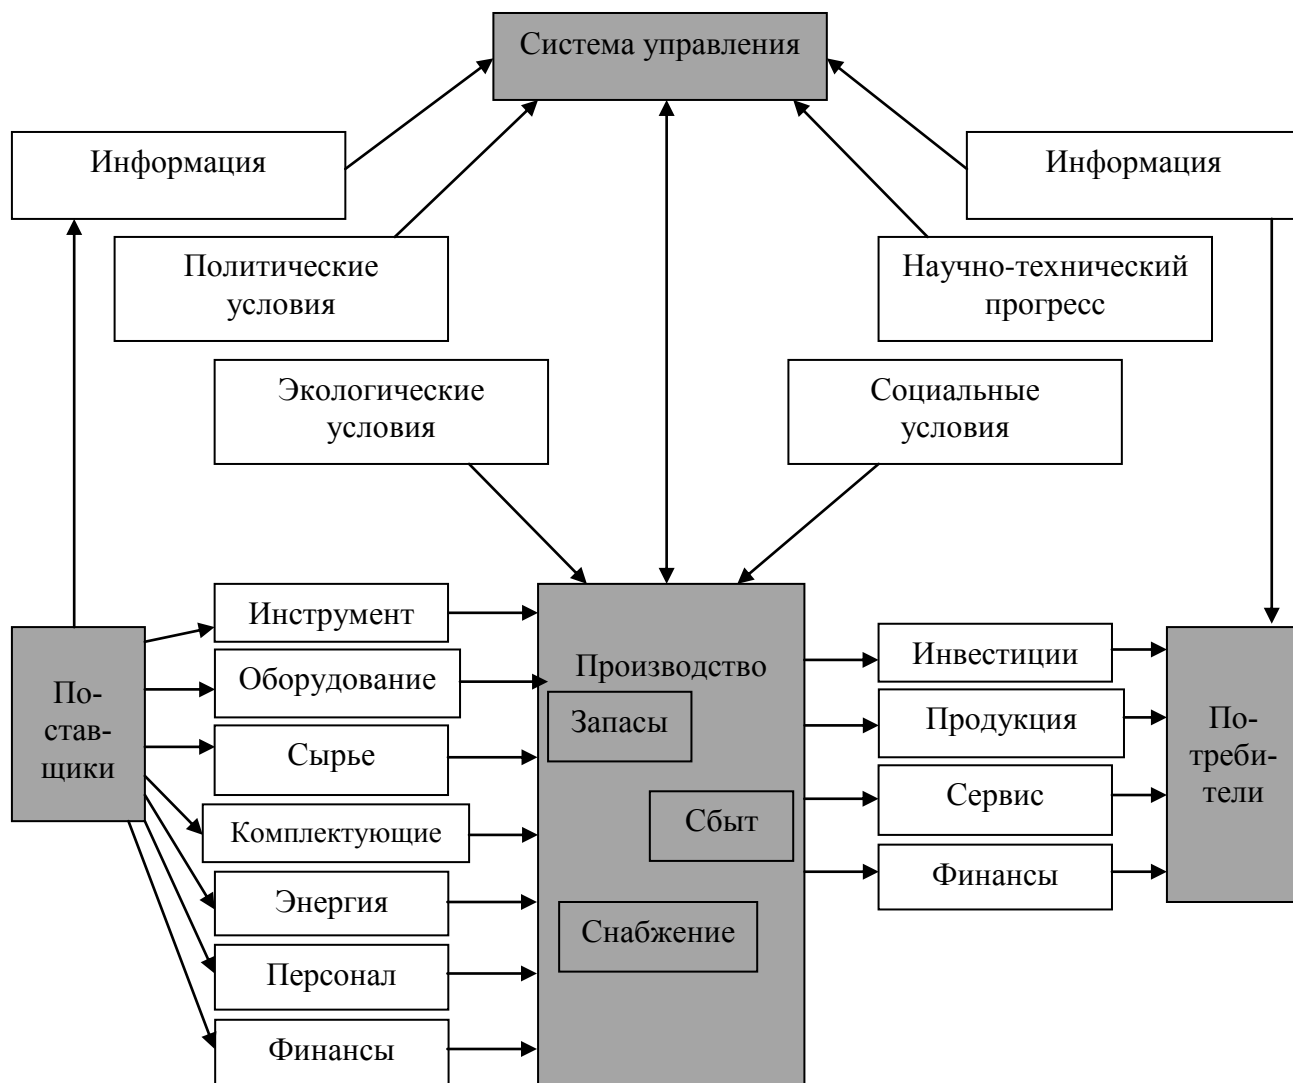 Система управления
Информация
Информация
Политические
условия
Научно-технический
прогресс
Экологические
условия
Социальные
условия
По-
став-
щики
Инструмент
Оборудование
Сырье
Комплектующие
Энергия
Персонал
Финансы
Производство
Запасы
Сбыт
Снабжение
Инвестиции
Продукция
Сервис
Финансы
По-
треби-
тели